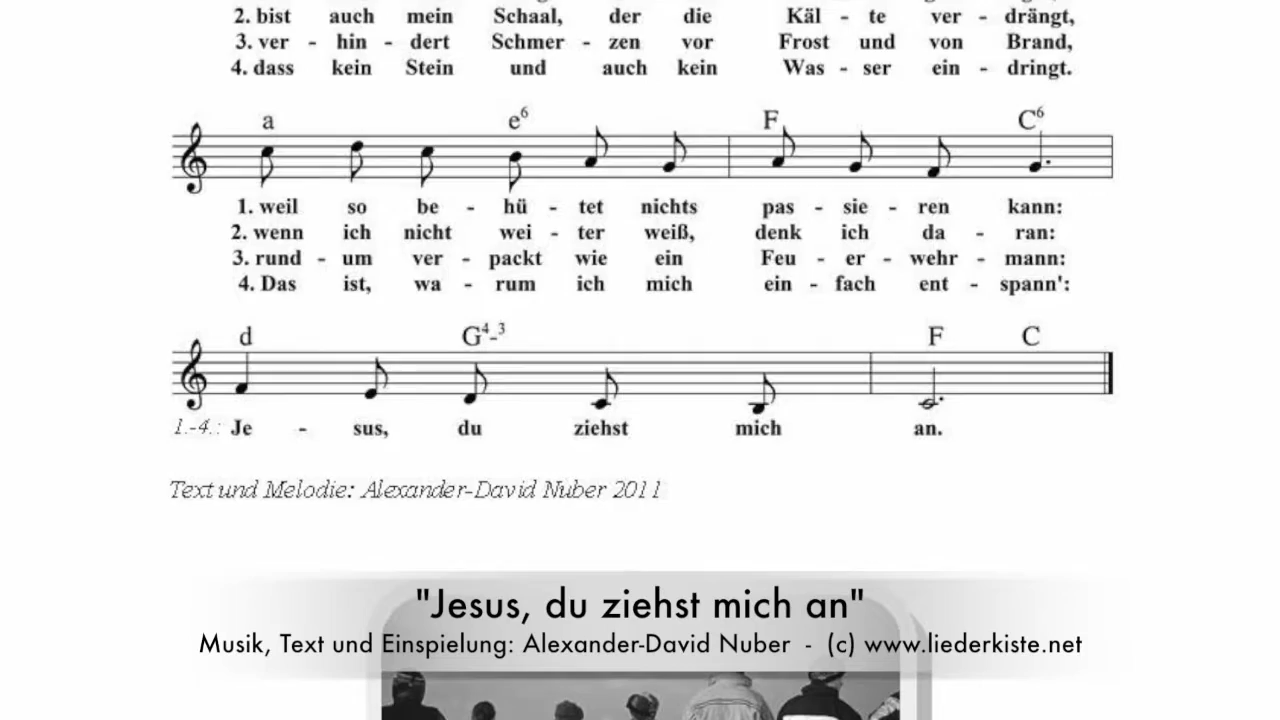 2. bist auch mein Schaal, der die Käl - te ver - drängt,
3. ver - hin - dert Schmer - zen vor Frost und von Brand,
4. dass kein Stein und auch kein Was - ser ein - dringt.
a e6 F C6
1. weil so be - hü - tet nichts pas - sie - ren kann:
2. wenn ich nicht wei - ter weiß, denk ich da - ran:
3. rund - um ver - packt wie ein Feu - er - wehr - mann:
4. Das ist, wa - rum ich mich ein - fach ent - spann':
d G4-3 F C
1.-4.: Je - sus, du ziehst mich an.
Text und Melodie: Alexander-David Nuber 2011
"Jesus, du ziehst mich an"
Musik, Text und Einspielung: Alexander-David Nuber - (c) www.liederkiste.net